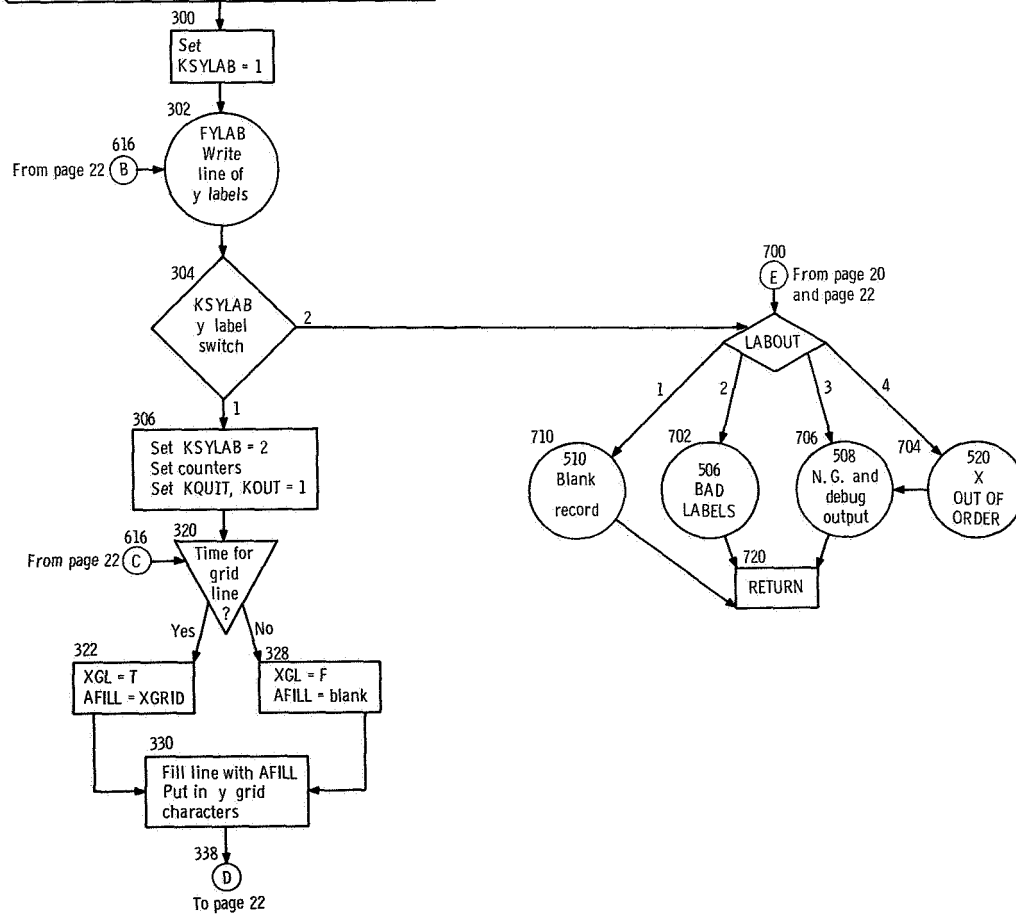 300
Set
KSYLAB = 1
302
FYLAB
Write
line of
y labels
616
From page 22 B
304
KSYLAB
y label
switch
2
1
700
E From page 20
and page 22
LABOUT
1
2
3
4
710
510
Blank
record
702
506
BAD
LABELS
706
508
N. G. and
debug
output
704
520
X
OUT OF
ORDER
720
RETURN
306
Set KSYLAB = 2
Set counters
Set KQUIT, KOUT = 1
616
From page 22 C
320
Time for
grid
line
?
Yes
No
322
XGL = T
AFILL = XGRID
328
XGL = F
AFILL = blank
330
Fill line with AFILL
Put in y grid
characters
338
D
To page 22